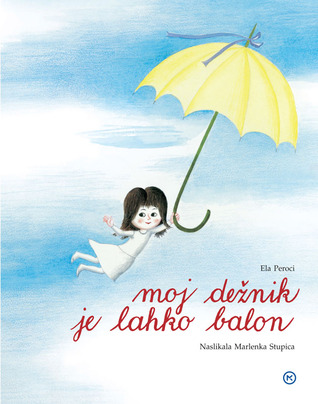 Ela Peroci
moj dežnik
je lahko balon
Naslikala Marlenka Stupica